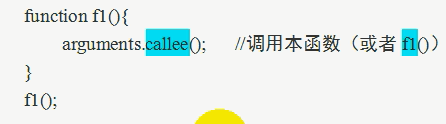 function f1(){
arguments.callee(); //调用本函数（或者 f1()）
}
f1();